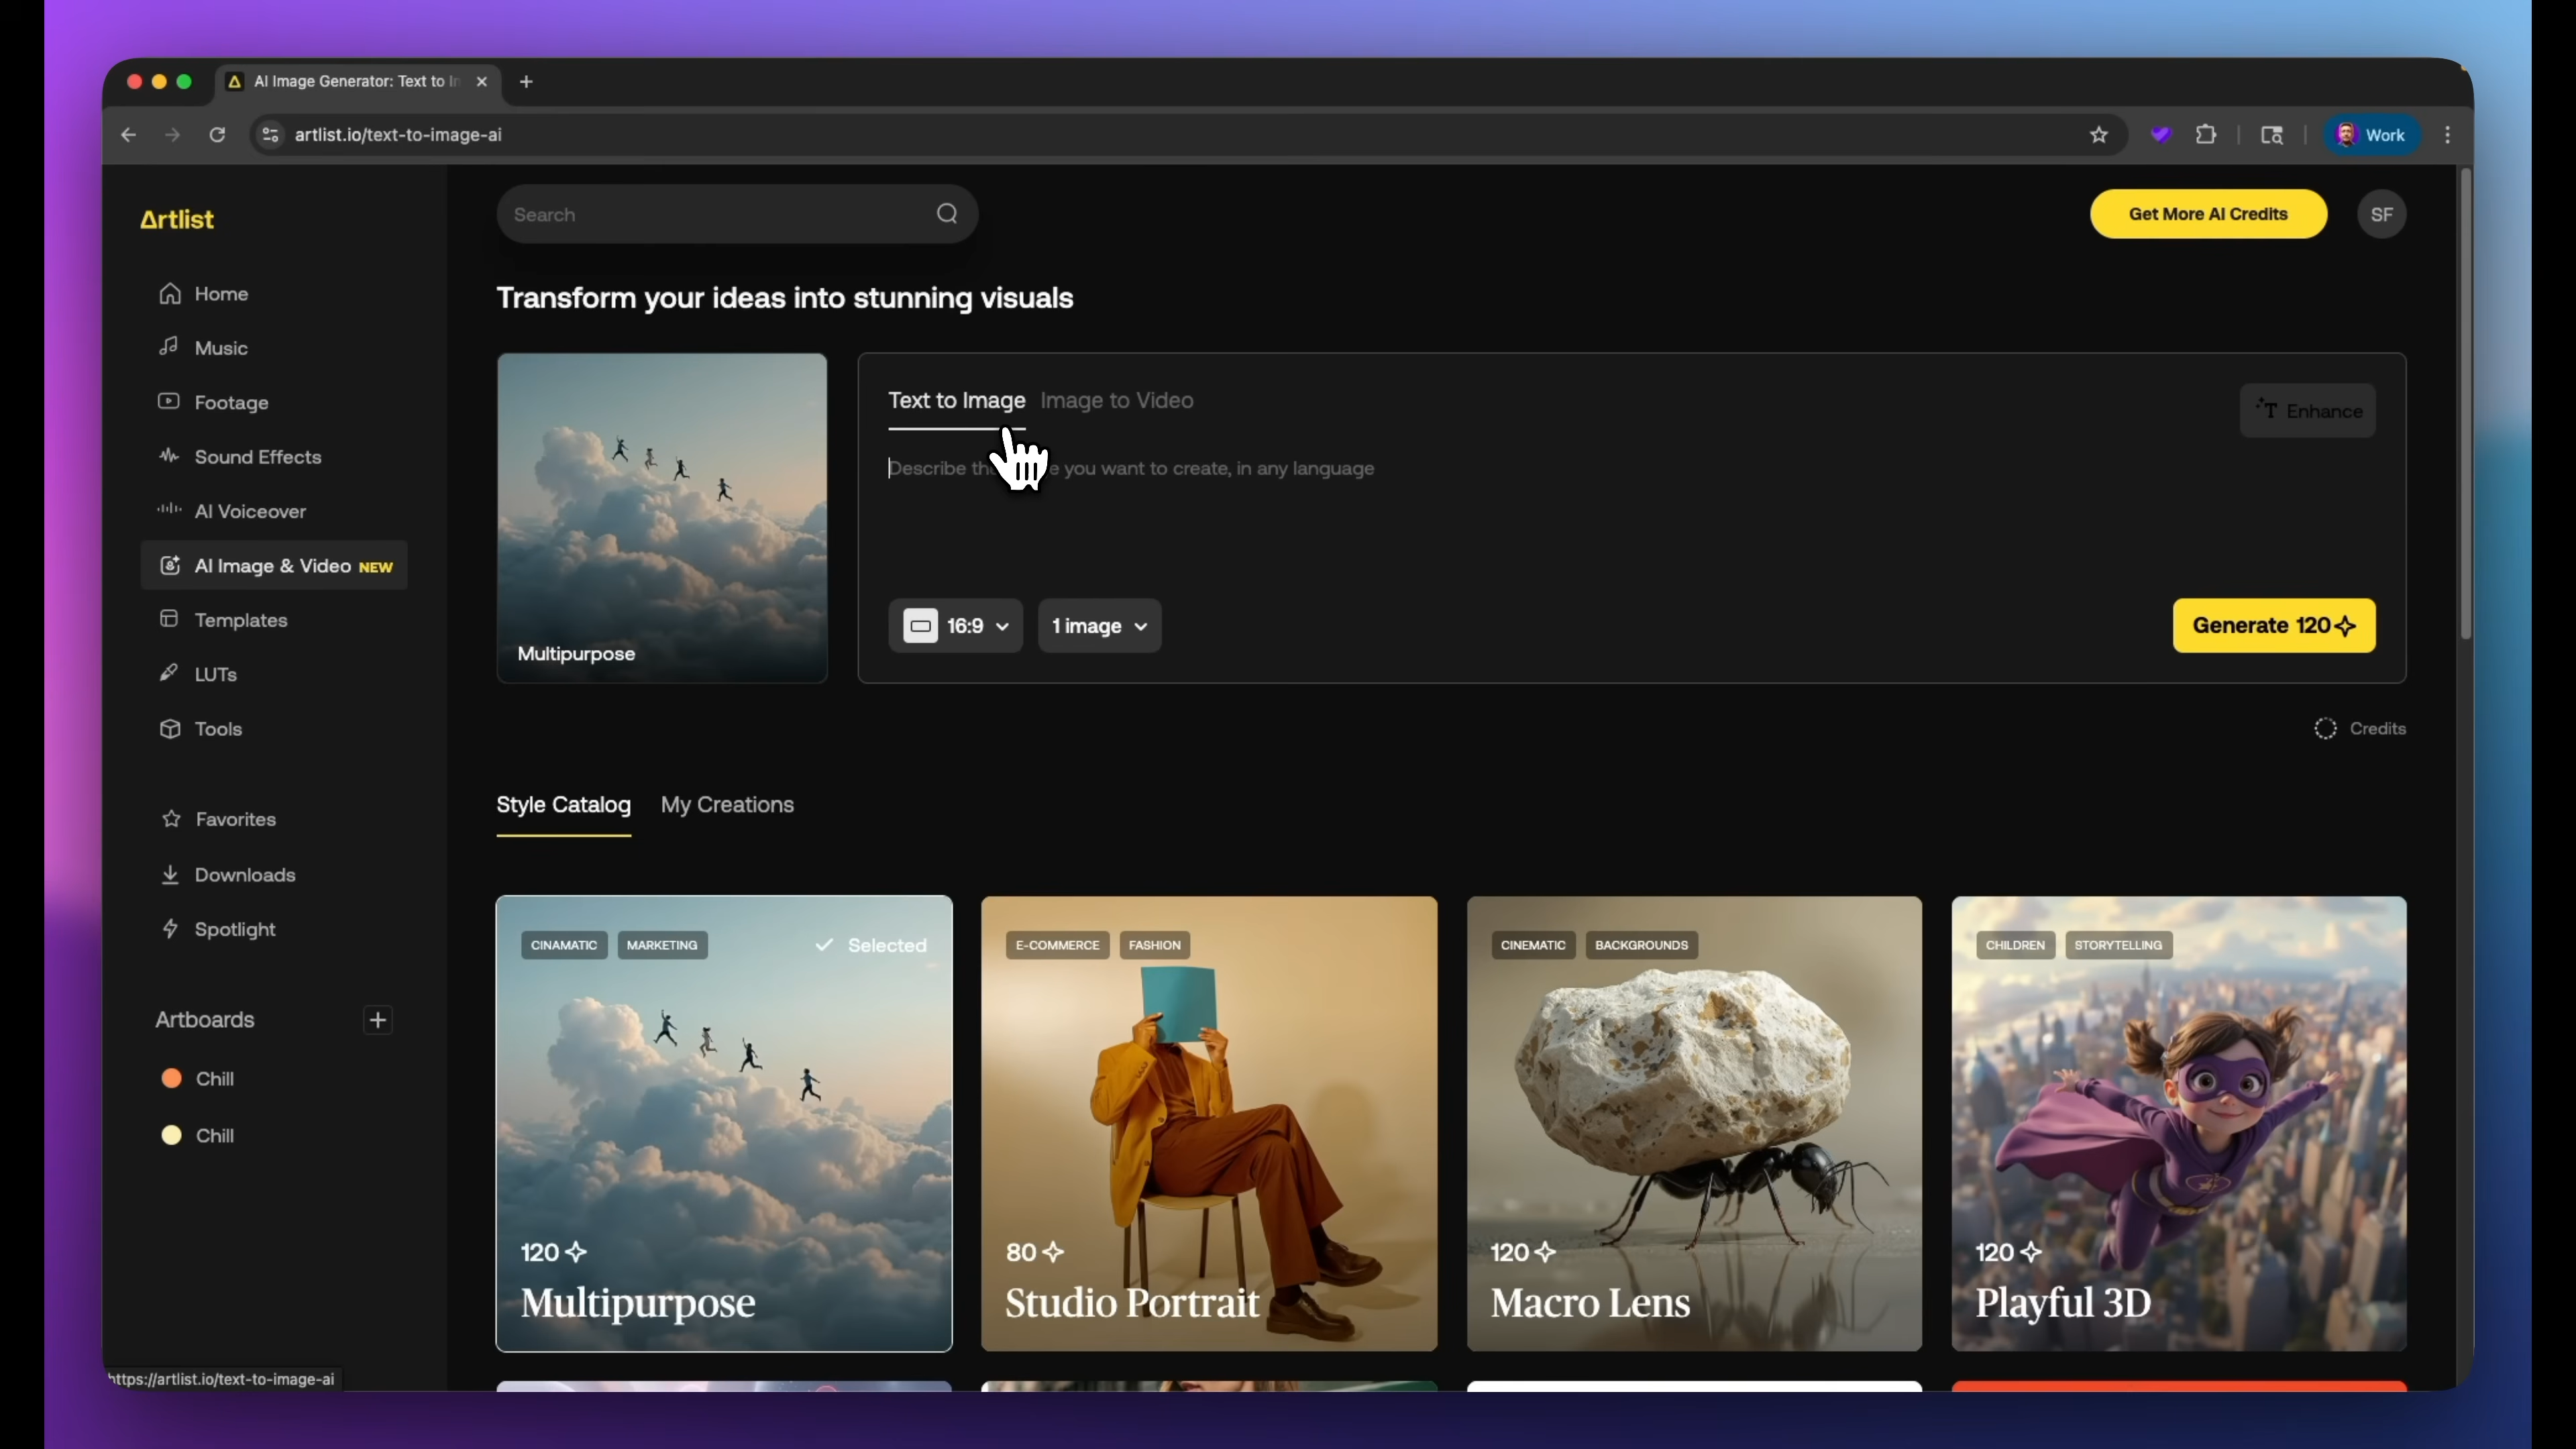 AI Image Generator: Text to In
artlist.io/text-to-image-ai
Work
Artlist
Search
Get More AI Credits
SF
Home
Music
Footage
Sound Effects
AI Voiceover
AI Image & Video NEW
Templates
LUTs
Tools
Favorites
Downloads
Spotlight
Artboards
Chill
Chill
Transform your ideas into stunning visuals
Multipurpose
Text to Image Image to Video
Enhance
Describe you want to create, in any language
16:9
1 image
Generate 120
Credits
Style Catalog My Creations
CINAMATIC MARKETING Selected
120
Multipurpose
E-COMMERCE FASHION
80
Studio Portrait
CINEMATIC BACKGROUNDS
120
Macro Lens
CHILDREN STORYTELLING
120
Playful 3D
https://artlist.io/text-to-image-ai